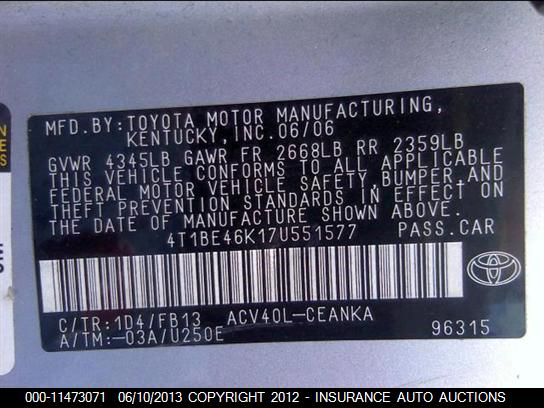 MFD.BY:TOYOTA MOTOR MANUFACTURING,
KENTUCKY, INC.06/06
GVWR 4345LB GAWR FR 2668LB RR 2359LB
THIS VEHICLE CONFORMS TO ALL APPLICABLE
FEDERAL MOTOR VEHICLE SAFETY,BUMPER,AND
THEFT PREVENTION STANDARDS IN EFFECT ON
THE DATE OF MANUFACTURE SHOWN ABOVE.
4T1BE46K17U551577 PASS.CAR
C/TR:1D4/FB13 ACV40L-CEANKA
A/TM:-03A/U250E 96315
TOYOTA
000-11473071 06/10/2013 COPYRIGHT 2012 - INSURANCE AUTO AUCTIONS